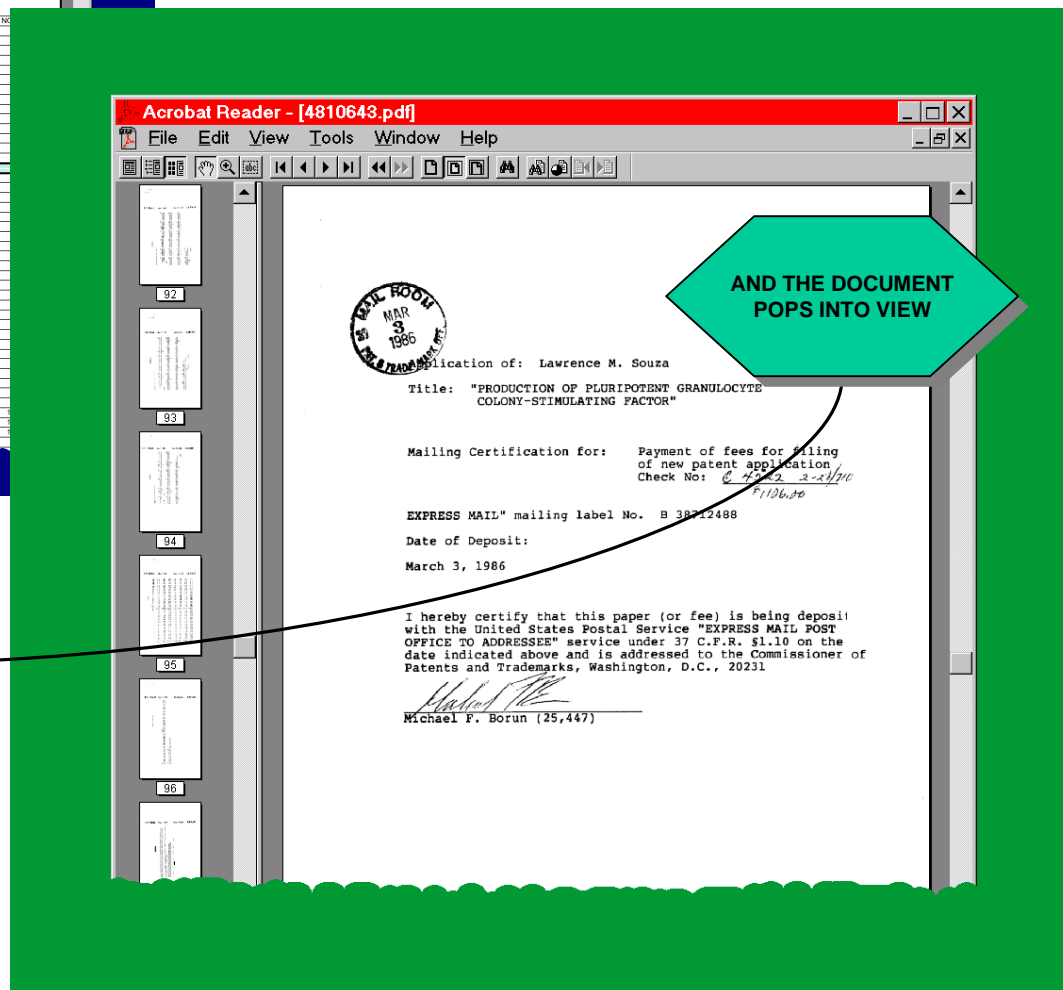 NO
Acrobat Reader - [4810643.pdf]
File Edit View Tools Window Help
92
93
94
95
96
AND THE DOCUMENT
POPS INTO VIEW
MAIL ROOM
MAR
3
1986
PAT. & TRADEMARK OFF.
Application of: Lawrence M. Souza
Title: "PRODUCTION OF PLURIPOTENT GRANULOCYTE
COLONY-STIMULATING FACTOR"
Mailing Certification for: Payment of fees for filing
of new patent application
Check No:
EXPRESS MAIL" mailing label No. B 38712488
Date of Deposit:
March 3, 1986
I hereby certify that this paper (or fee) is being deposit
with the United States Postal Service "EXPRESS MAIL POST
OFFICE TO ADDRESSEE" service under 37 C.F.R. §1.10 on the
date indicated above and is addressed to the Commissioner of
Patents and Trademarks, Washington, D.C., 20231
Michael F. Borun (25,447)